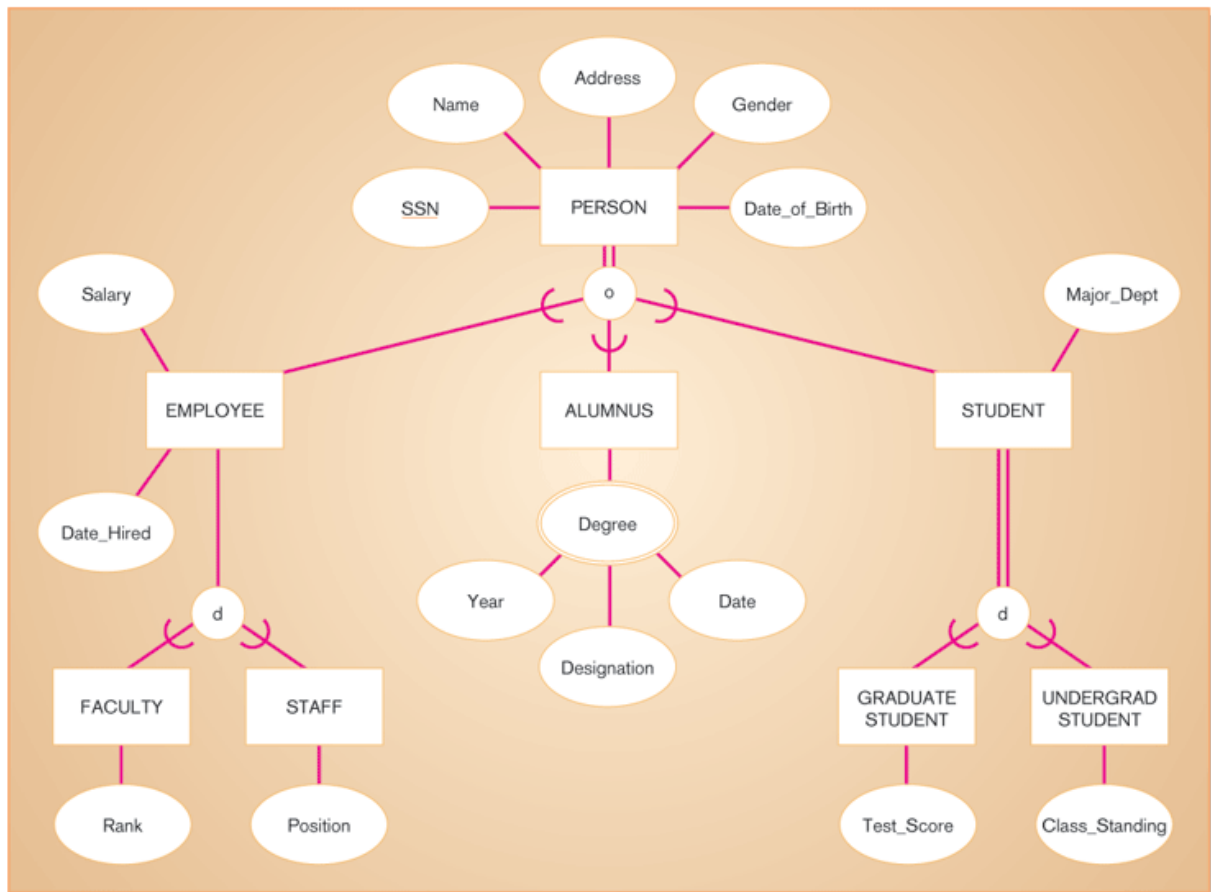 Address
Name
Gender
SSN
PERSON
Date_of_Birth
o
Salary
Major_Dept
EMPLOYEE
ALUMNUS
STUDENT
Degree
Date_Hired
Year
Date
d
d
Designation
FACULTY
STAFF
GRADUATE
STUDENT
UNDERGRAD
STUDENT
Rank
Position
Test_Score
Class_Standing